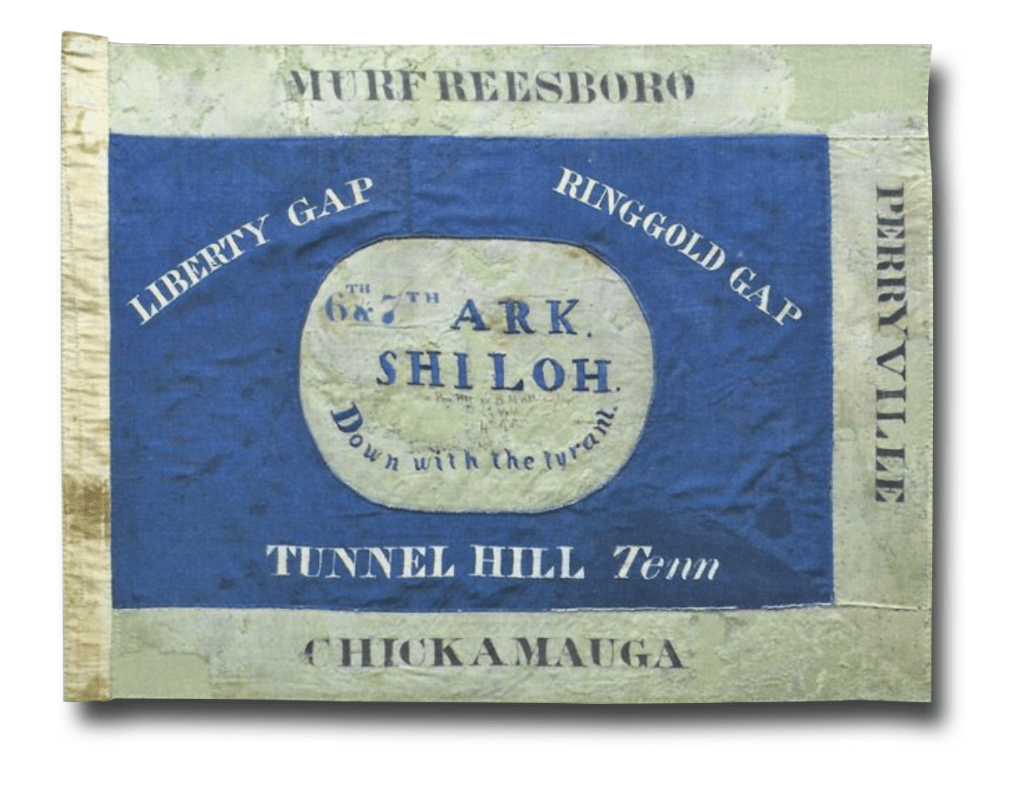 MURFREESBORO
LIBERTY GAP
RINGGOLD GAP
PERRYVILLE
6TH & 7TH ARK.
SHILOH.
Down with the tyrant.
TUNNEL HILL Tenn
CHICKAMAUGA